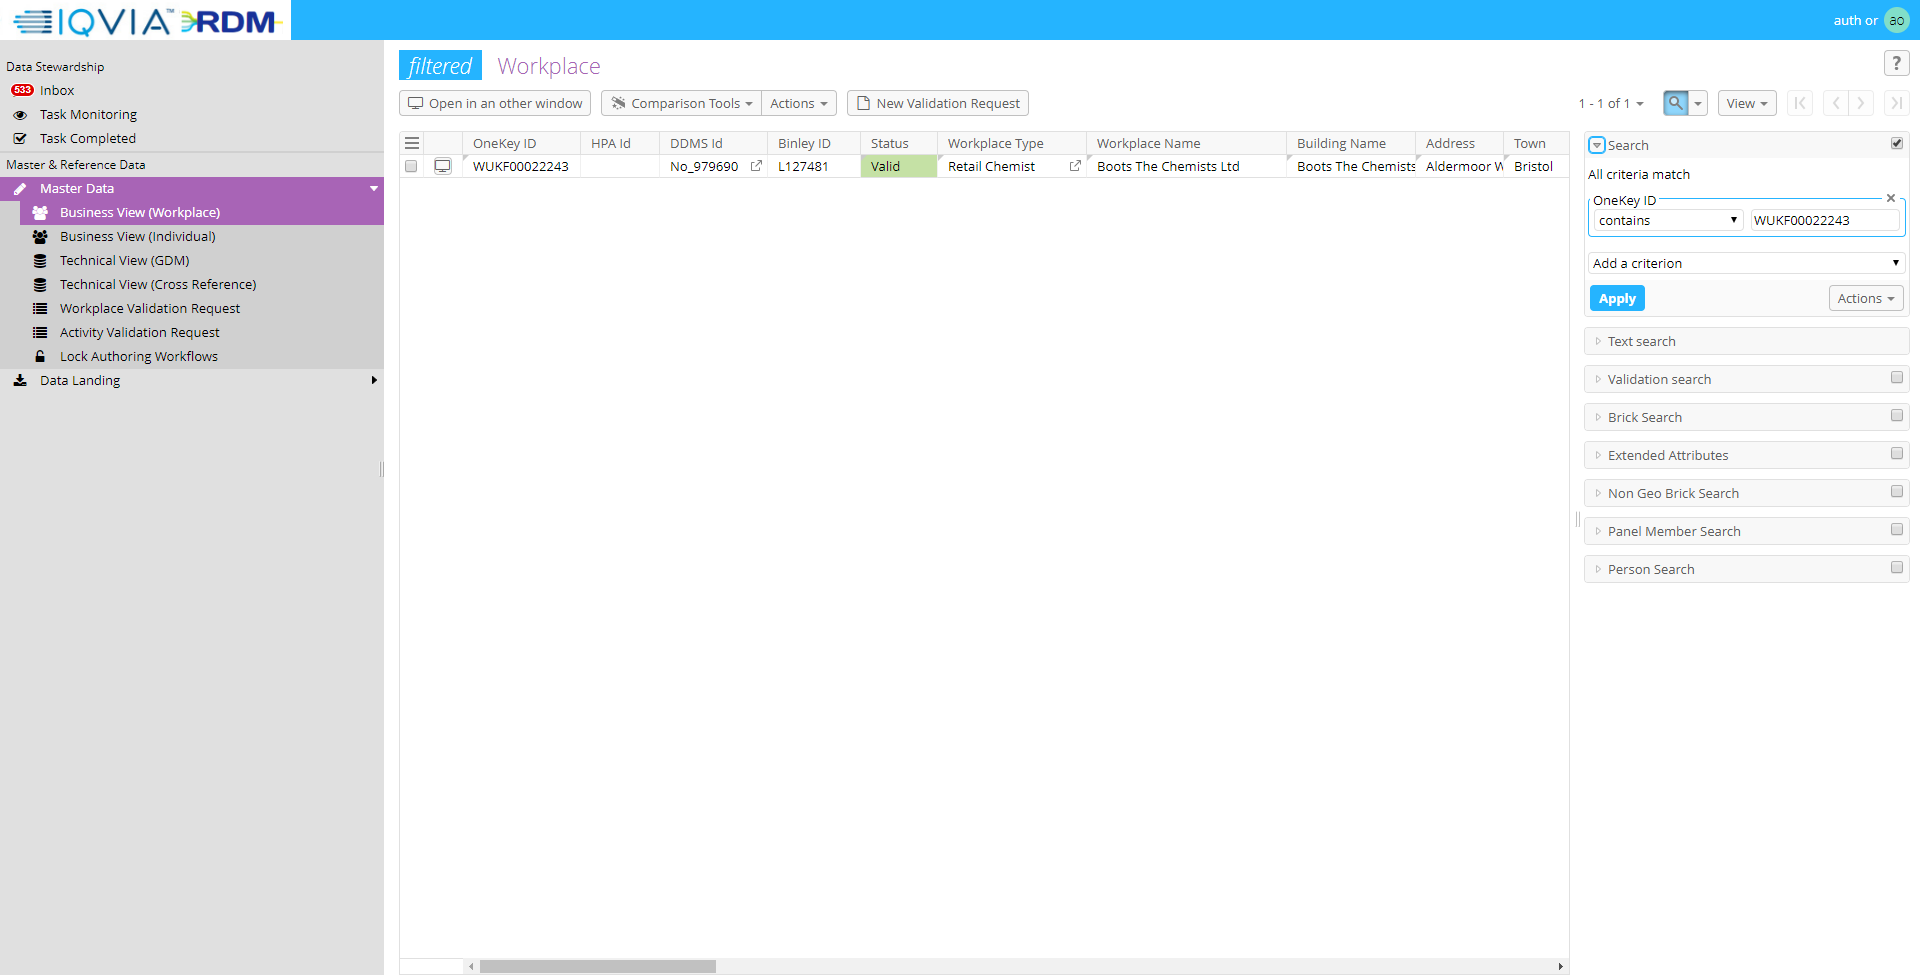 IQVIA™ RDM
auth or ao
Data Stewardship
533 Inbox
Task Monitoring
Task Completed
Master & Reference Data
Master Data
Business View (Workplace)
Business View (Individual)
Technical View (GDM)
Technical View (Cross Reference)
Workplace Validation Request
Activity Validation Request
Lock Authoring Workflows
Data Landing
filtered Workplace
?
Open in an other window Comparison Tools Actions New Validation Request 1 - 1 of 1 View
OneKey ID HPA Id DDMS Id Binley ID Status Workplace Type Workplace Name Building Name Address Town
WUKF00022243 No_979690 L127481 Valid Retail Chemist Boots The Chemists Ltd Boots The Chemists Aldermoor W Bristol
Search
All criteria match
OneKey ID
contains WUKF00022243
Add a criterion
Apply Actions
Text search
Validation search
Brick Search
Extended Attributes
Non Geo Brick Search
Panel Member Search
Person Search